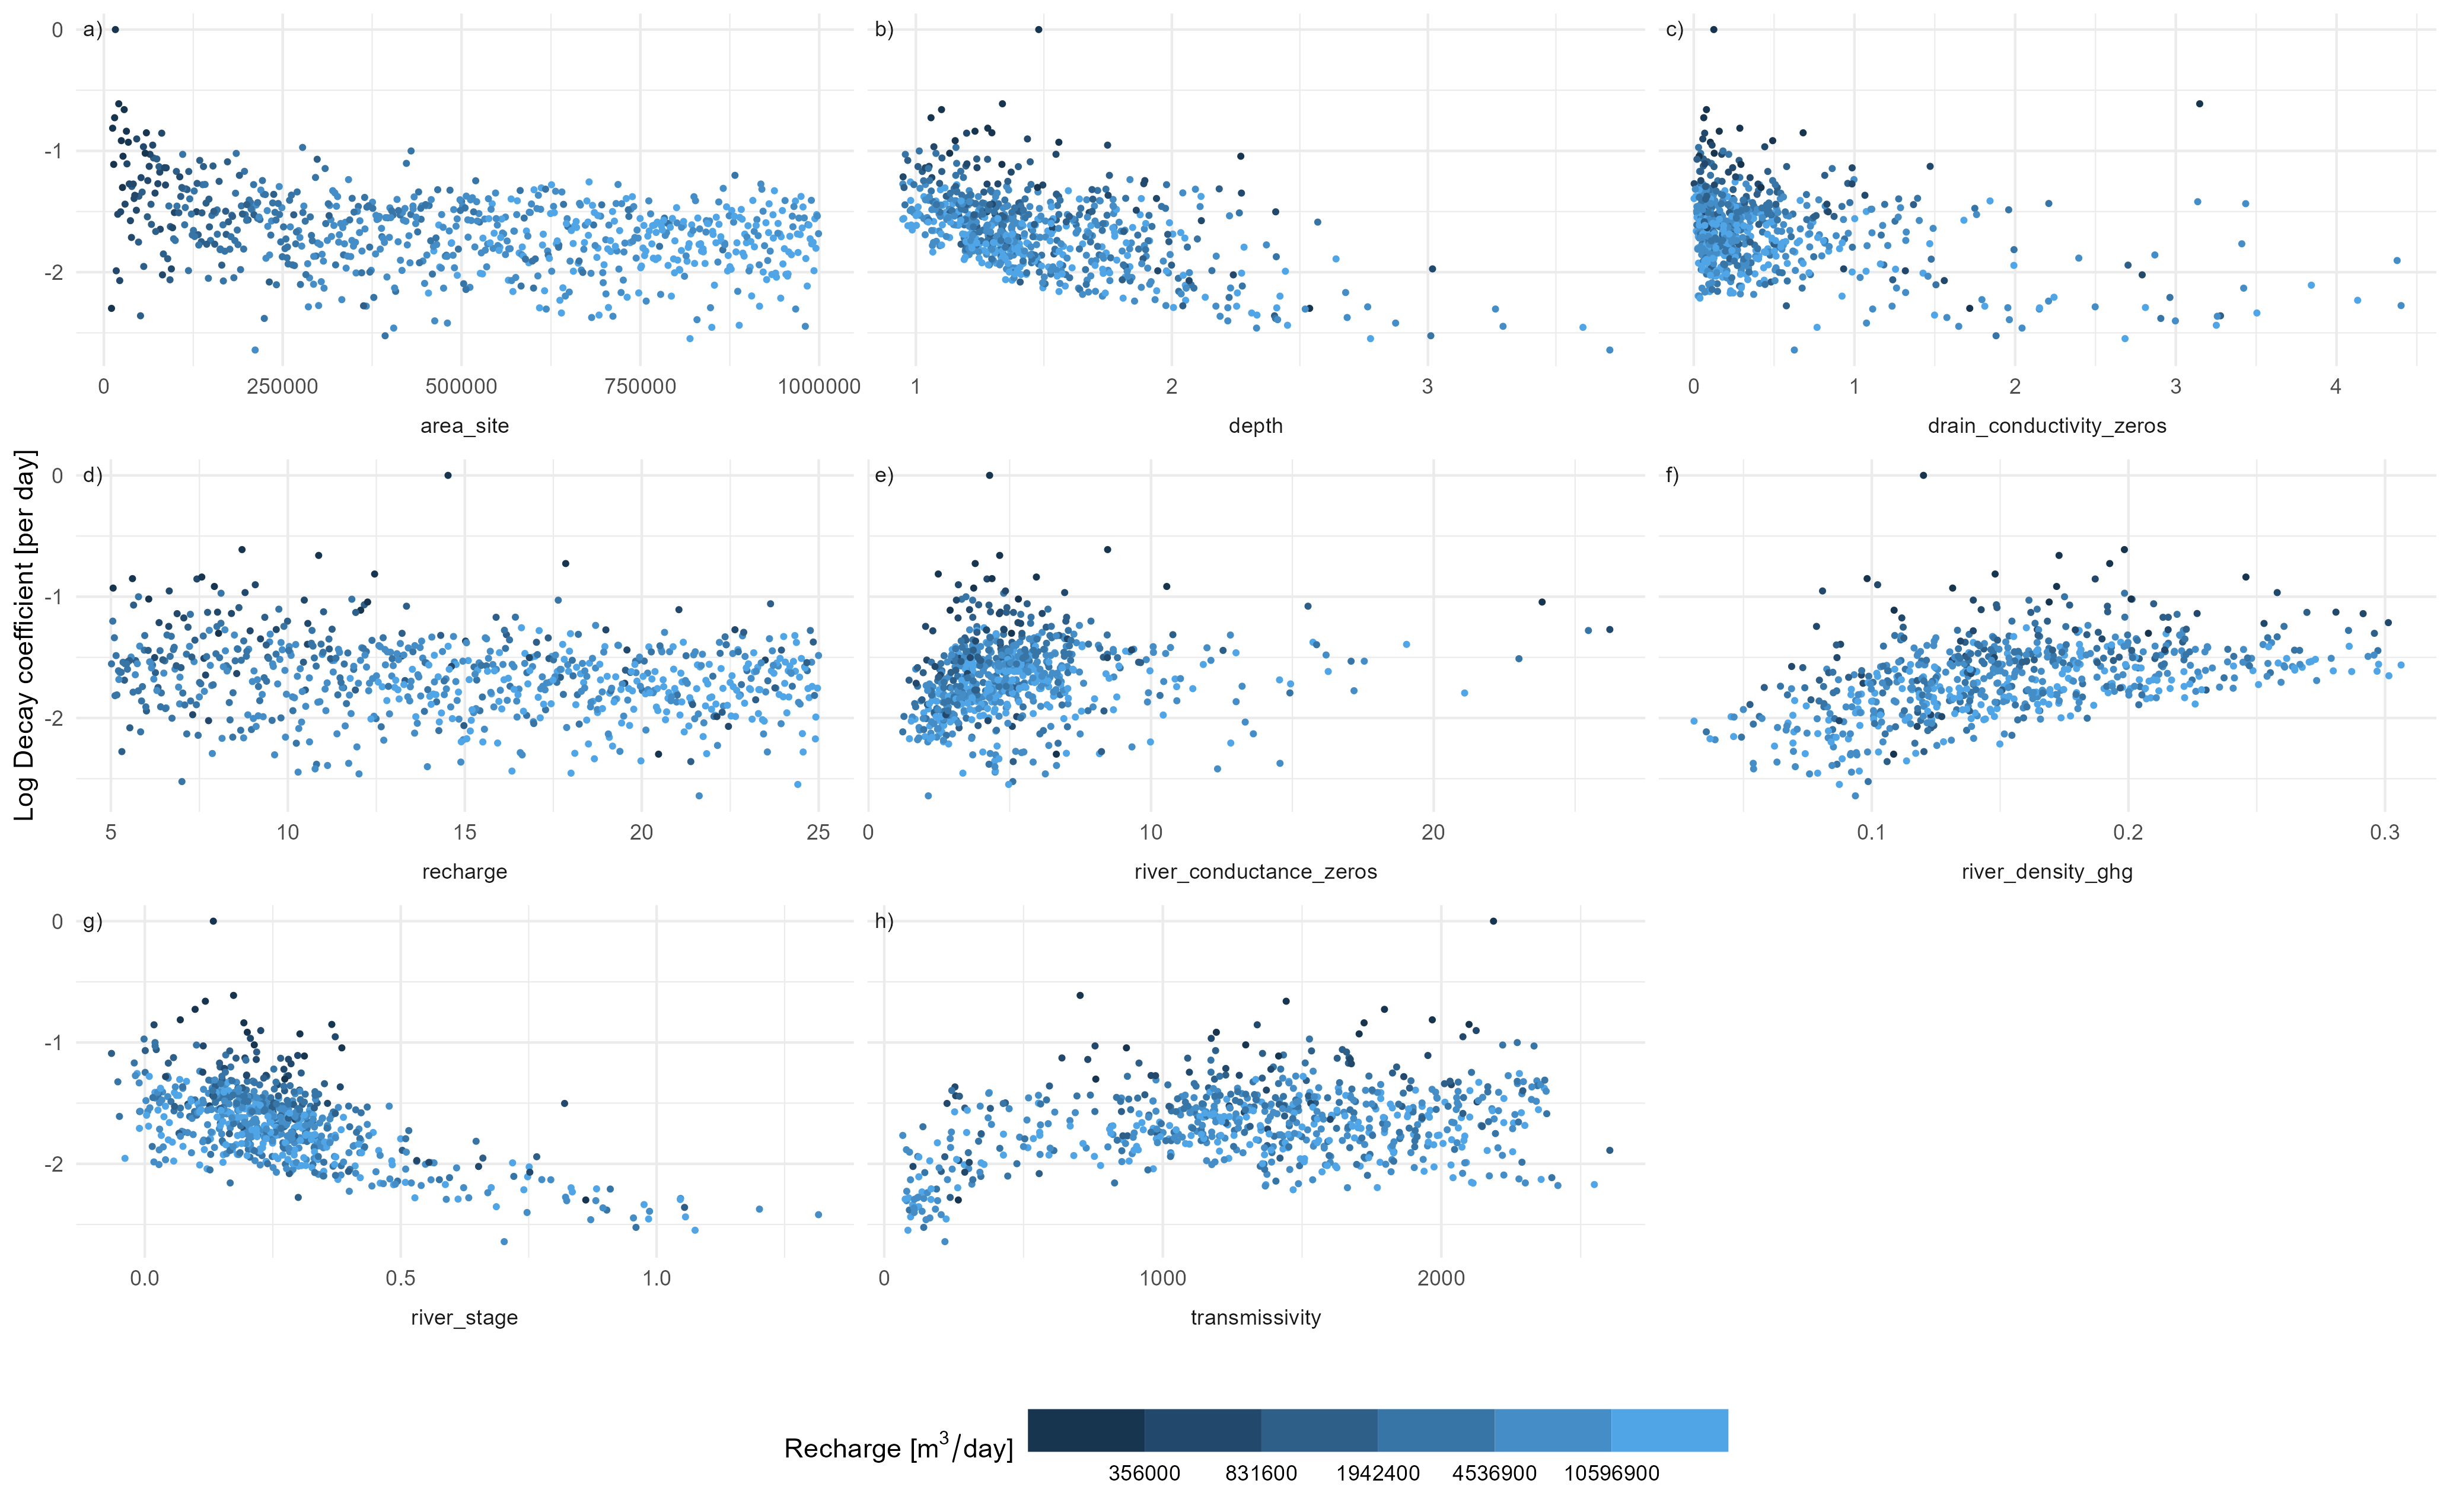 a) b) c)
0
-1
-2
0 250000 500000 750000 1000000 1 2 3 0 1 2 3 4
area_site depth drain_conductivity_zeros
Log Decay coefficient [per day]
d) e) f)
0
-1
-2
5 10 15 20 25 0 10 20 0.1 0.2 0.3
recharge river_conductance_zeros river_density_ghg
g) h)
0
-1
-2
0.0 0.5 1.0 0 1000 2000
river_stage transmissivity
Recharge [m³/day]
356000 831600 1942400 4536900 10596900